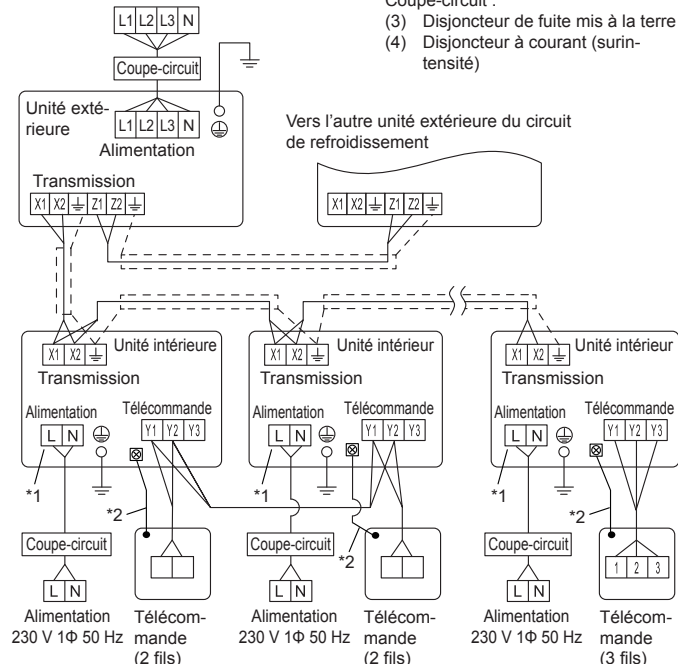 Coupe-circuit :
(3) Disjoncteur de fuite mis à la terre
(4) Disjoncteur à courant (surin-
tensité)
L1 L2 L3 N
Coupe-circuit
Unité exté-
rieure
L1 L2 L3 N
Alimentation
Transmission
X1 X2 Z1 Z2
Vers l'autre unité extérieure du circuit
de refroidissement
X1 X2 Z1 Z2
X1 X2
Unité intérieure
Transmission
Alimentation
Télécommande
L N
Y1 Y2 Y3
*1
*2
Coupe-circuit
L N
Alimentation
230 V 1Φ 50 Hz
Télécom-
mande
(2 fils)
X1 X2
Unité intérieur
Transmission
Alimentation
Télécommande
L N
Y1 Y2 Y3
*1
*2
Coupe-circuit
L N
Alimentation
230 V 1Φ 50 Hz
Télécom-
mande
(2 fils)
X1 X2
Unité intérieur
Transmission
Alimentation
Télécommande
L N
Y1 Y2 Y3
*1
*2
Coupe-circuit
1 2 3
L N
Alimentation
230 V 1Φ 50 Hz
Télécom-
mande
(3 fils)